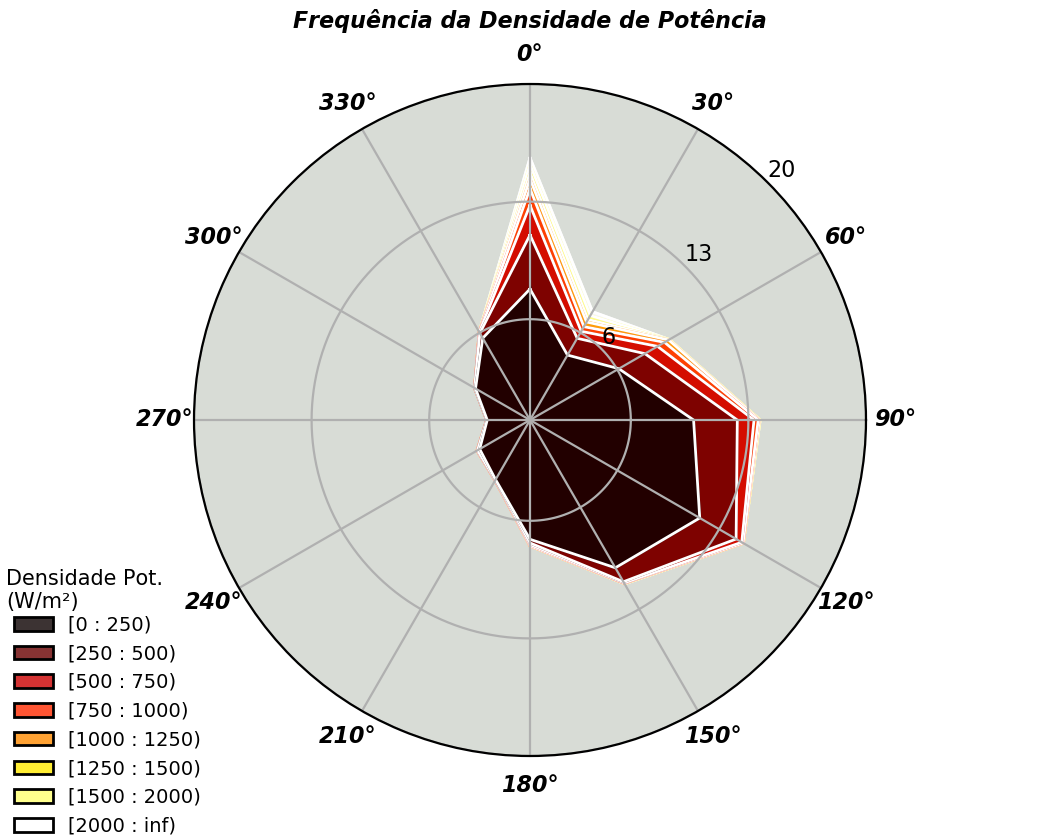 Frequência da Densidade de Potência
0°
330°
30°
20
300°
60°
13
6
270°
90°
240°
120°
210°
150°
180°
Densidade Pot.
(W/m²)
[0 : 250)
[250 : 500)
[500 : 750)
[750 : 1000)
[1000 : 1250)
[1250 : 1500)
[1500 : 2000)
[2000 : inf)